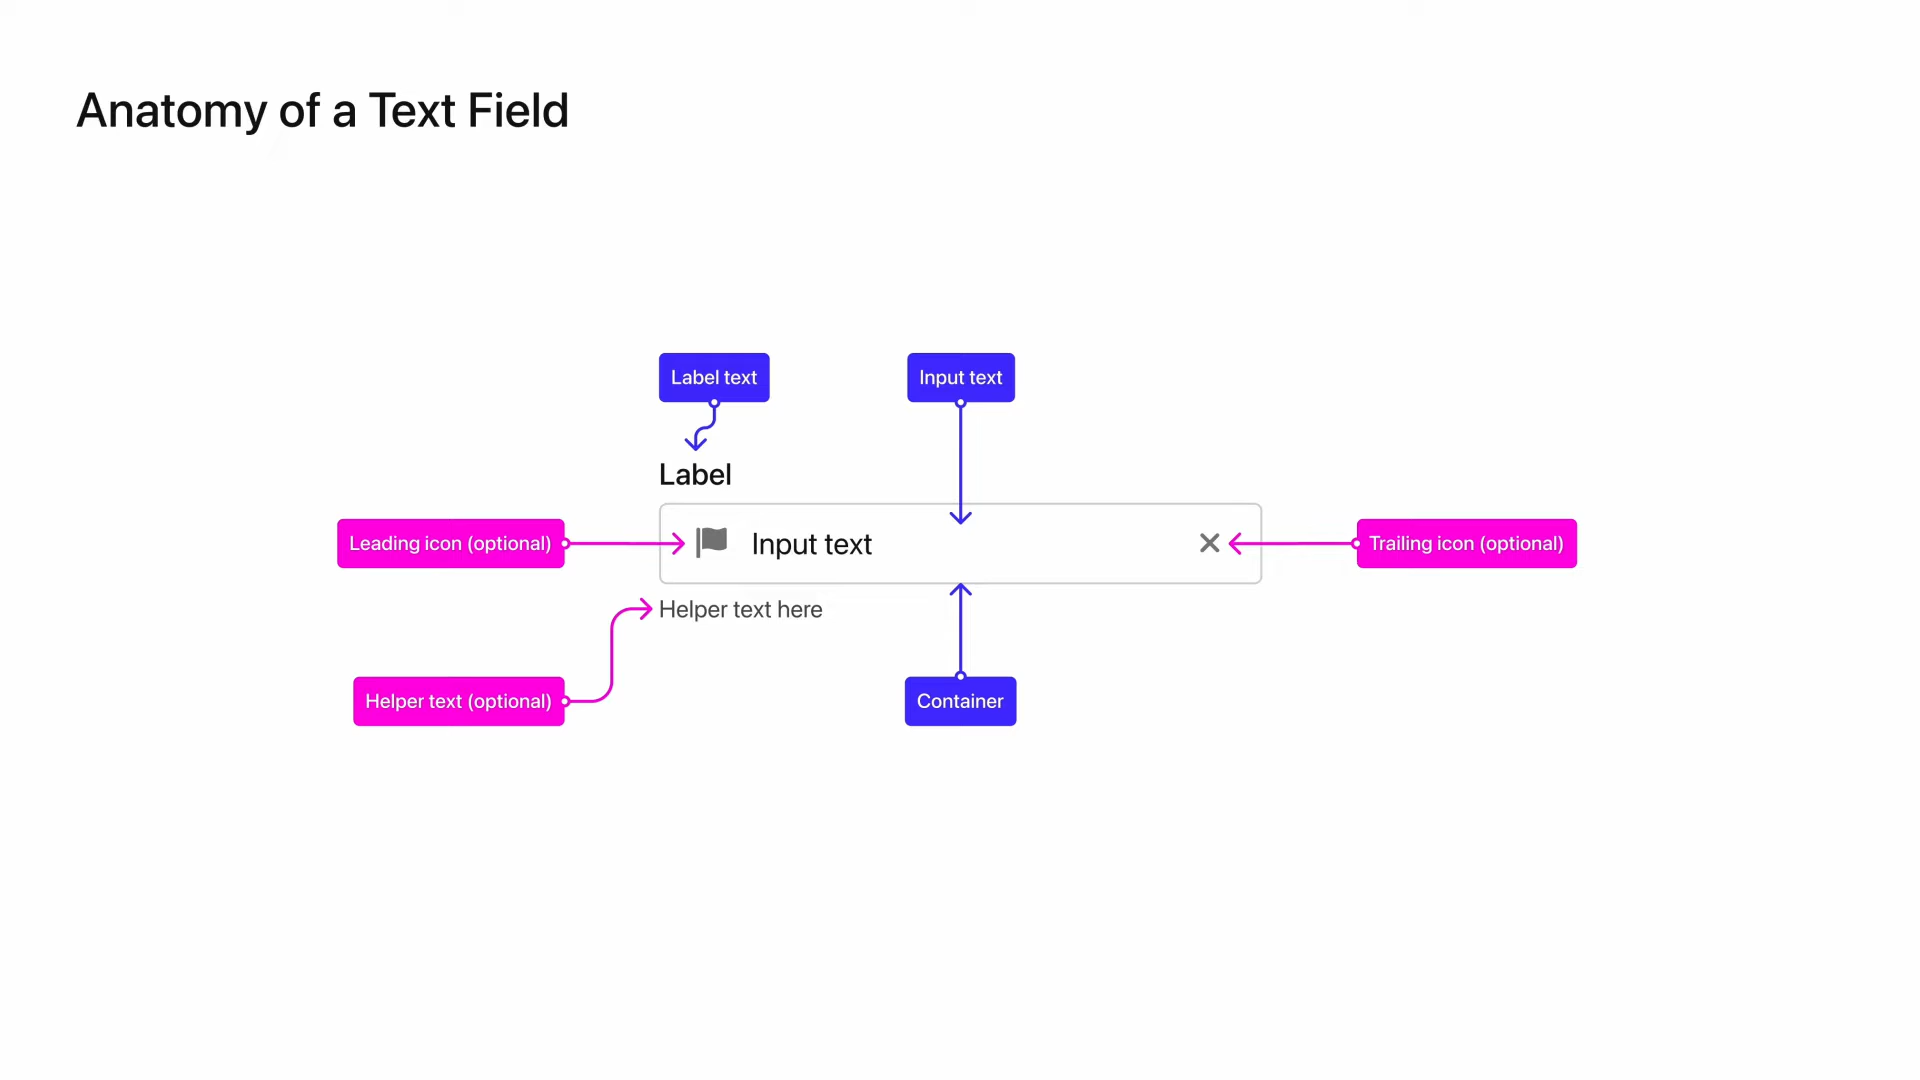 Anatomy of a Text Field
Label text
Input text
Label
Leading icon (optional)
Input text
Trailing icon (optional)
Helper text here
Helper text (optional)
Container